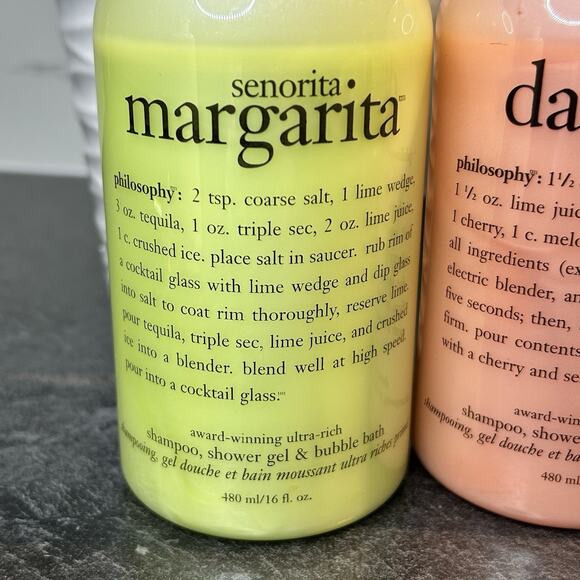 senorita
margarita
philosophy: 2 tsp. coarse salt, 1 lime wedge,
3 oz. tequila, 1 oz. triple sec, 2 oz. lime juice,
1 c. crushed ice. place salt in saucer. rub rim of
a cocktail glass with lime wedge and dip glass
into salt to coat rim thoroughly, reserve lime.
pour tequila, triple sec, lime juice, and crushed
ice into a blender. blend well at high speed.
pour into a cocktail glass.
award-winning ultra-rich
shampoo, shower gel & bubble bath
shampooing, gel douche et bain moussant ultra riches primé
480 ml/16 fl. oz.
da
philosophy: 1 ½
1 ½ oz. lime juic
1 cherry, 1 c. mel
all ingredients (ex
electric blender, an
five seconds; then,
firm. pour contents
with a cherry and se
award-win
shampoo, showe
shampooing, gel douche et ba
480 ml